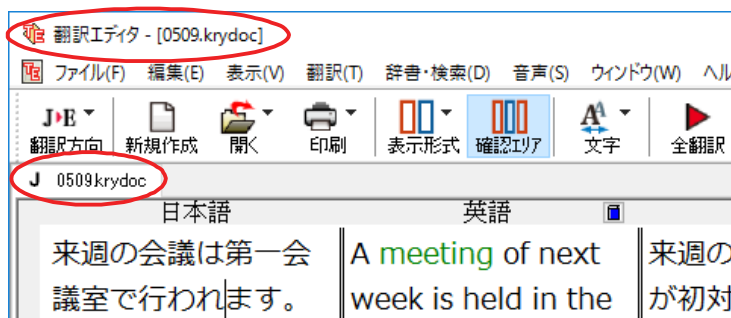 翻訳エディタ - [0509.krydoc]
ファイル(F) 編集(E) 表示(V) 翻訳(T) 辞書・検索(D) 音声(S) ウィンドウ(W) ヘル
J▶E
翻訳方向 新規作成 開く 印刷 表示形式 確認エリア 文字 全翻訳
J 0509.krydoc
日本語 英語
来週の会議は第一会 A meeting of next 来週の
議室で行われます。 week is held in the が初対